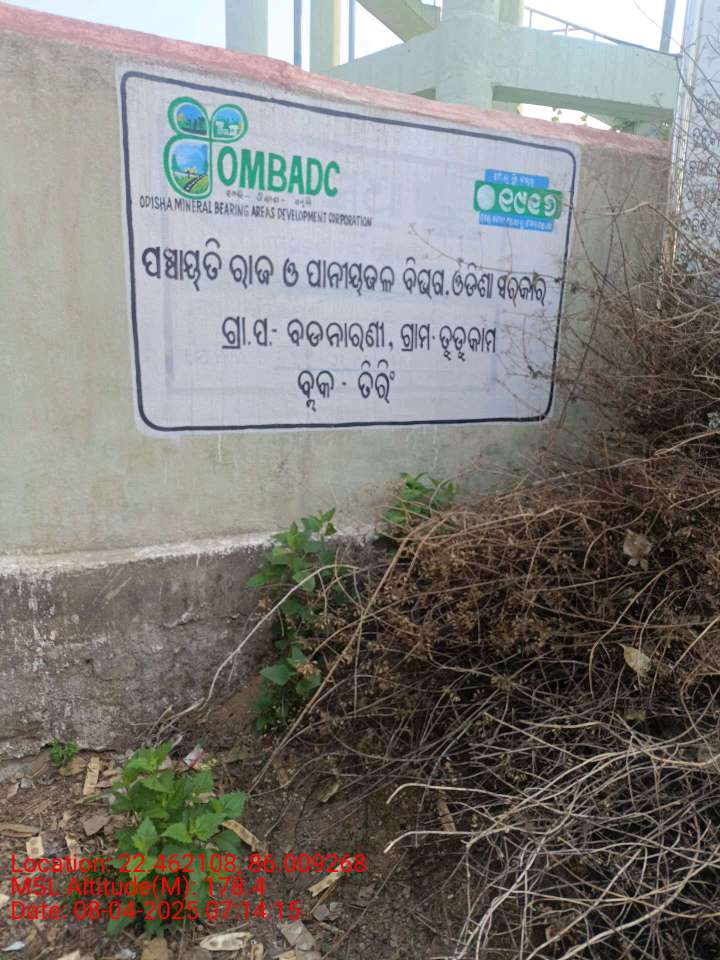 OMBADC
ODISHA MINERAL BEARING AREAS DEVELOPMENT CORPORATION
୧୯୧୬
ପଞ୍ଚାୟତି ରାଜ ଓ ପାନୀୟଜଳ ବିଭାଗ. ଓଡିଶା ସରକାର
ଗ୍ରା.ପ.- ବଡନାରଣୀ, ଗ୍ରାମ- ତୁତୁକାମ
ବ୍ଲକ - ତିରିଂ
Location: 22.462108, 86.009268
MSL Altitude(M): 178.4
Date: 08-04-2025 07:14:15